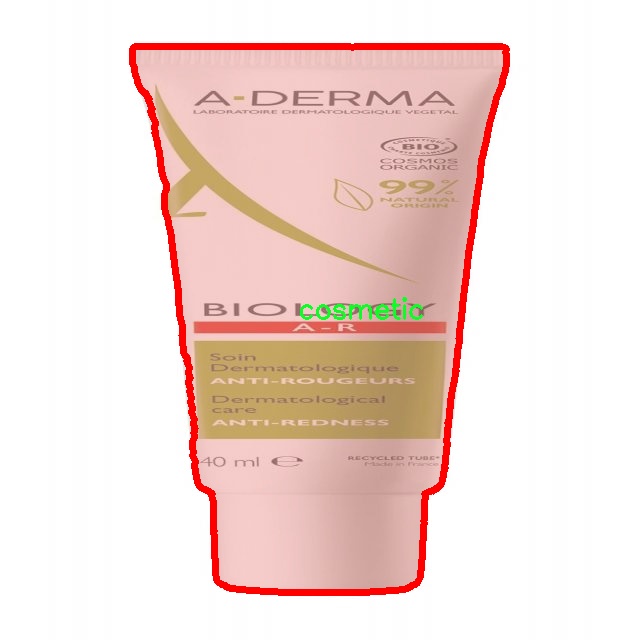 A-DERMA
LABORATOIRE DERMATOLOGIQUE VEGETAL
BIO
COSMOS
ORGANIC
99%
NATURAL
ORIGIN
BIOLOGY
cosmetic
A-R
Soin
Dermatologique
ANTI-ROUGEURS
Dermatological
care
ANTI-REDNESS
40 ml ℮
RECYCLED TUBE*
Made in France